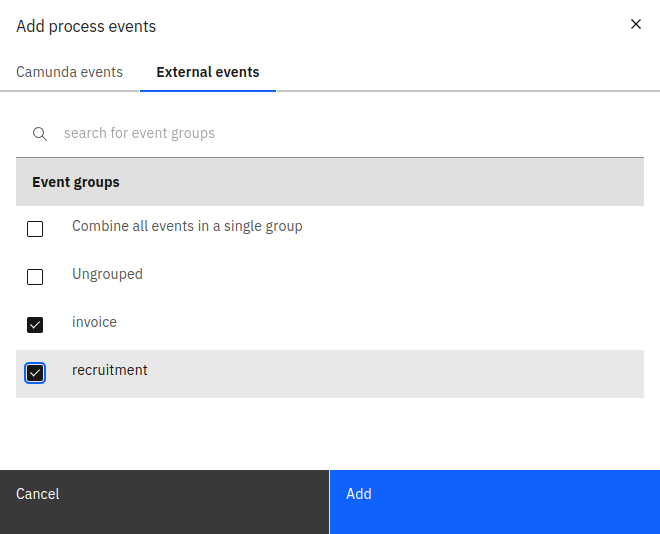 Add process events
Camunda events External events
search for event groups
Event groups
Combine all events in a single group
Ungrouped
invoice
recruitment
Cancel Add